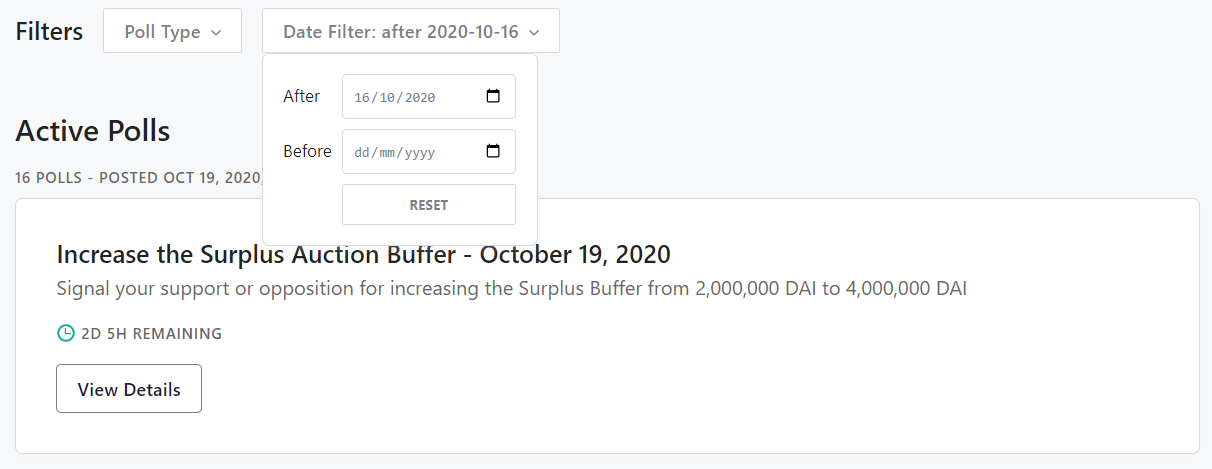 Filters
Poll Type
Date Filter: after 2020-10-16
After
16/10/2020
Before
dd/mm/yyyy
RESET
Active Polls
16 POLLS - POSTED OCT 19, 2020,
Increase the Surplus Auction Buffer - October 19, 2020
Signal your support or opposition for increasing the Surplus Buffer from 2,000,000 DAI to 4,000,000 DAI
2D 5H REMAINING
View Details